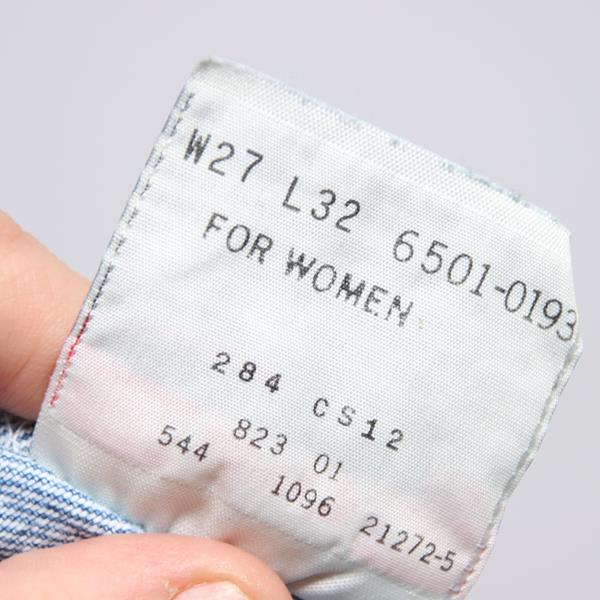 W27 L32 6501-0193
FOR WOMEN
284 CS12
823 01
544 1096 21272-5